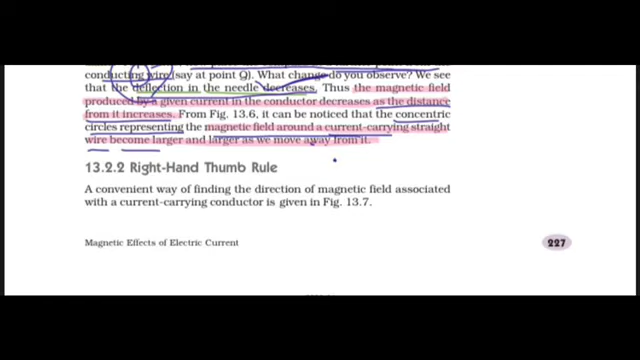 conducting wire (say at point Q). What change do you observe? We see
that the deflection in the needle decreases. Thus the magnetic field
produced by a given current in the conductor decreases as the distance
from it increases. From Fig. 13.6, it can be noticed that the concentric
circles representing the magnetic field around a current-carrying straight
wire become larger and larger as we move away from it.
13.2.2 Right-Hand Thumb Rule
A convenient way of finding the direction of magnetic field associated
with a current-carrying conductor is given in Fig. 13.7.
Magnetic Effects of Electric Current
227